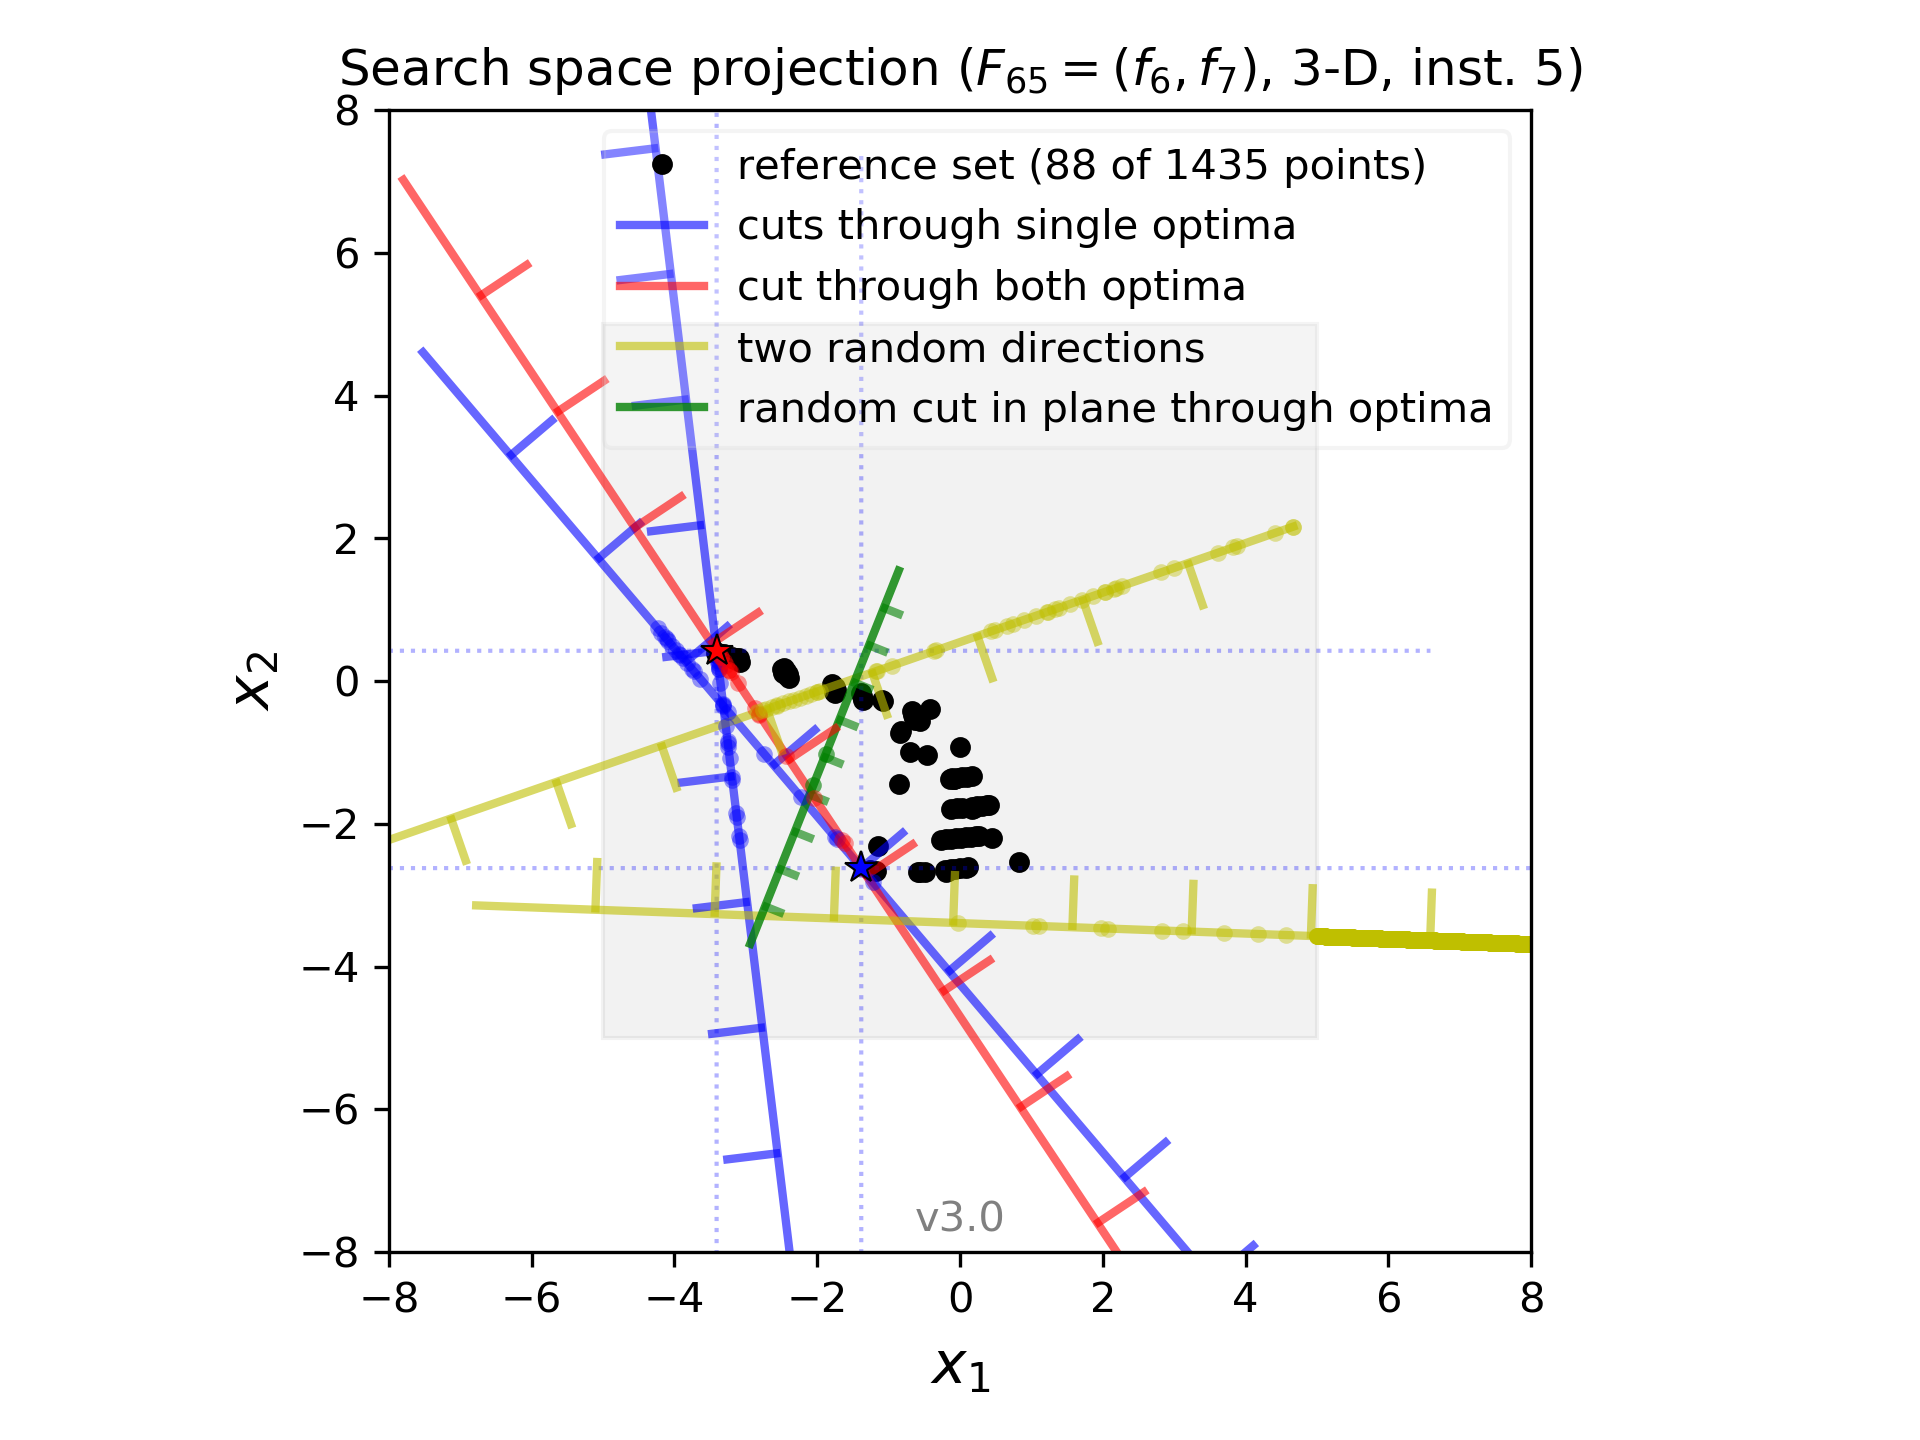 Search space projection (F65 = (f6, f7), 3-D, inst. 5)
reference set (88 of 1435 points)
cuts through single optima
cut through both optima
two random directions
random cut in plane through optima
8
6
4
2
0
−2
−4
−6
−8
x2
v3.0
−8 −6 −4 −2 0 2 4 6 8
x1